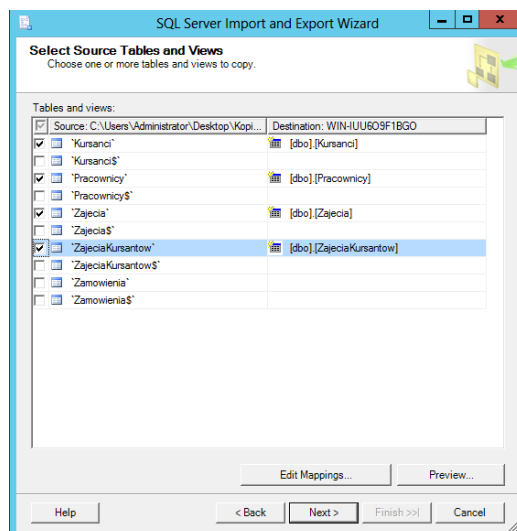 SQL Server Import and Export Wizard
Select Source Tables and Views
Choose one or more tables and views to copy.
Tables and views:
Source: C:\Users\Administrator\Desktop\Kopi... Destination: WIN-IUU6O9F1BGO
`Kursanci` [dbo].[Kursanci]
`Kursanci$`
`Pracownicy` [dbo].[Pracownicy]
`Pracownicy$`
`Zajecia` [dbo].[Zajecia]
`Zajecia$`
`ZajeciaKursantow` [dbo].[ZajeciaKursantow]
`ZajeciaKursantow$`
`Zamowienia`
`Zamowienia$`
Edit Mappings... Preview...
Help < Back Next > Finish >>| Cancel